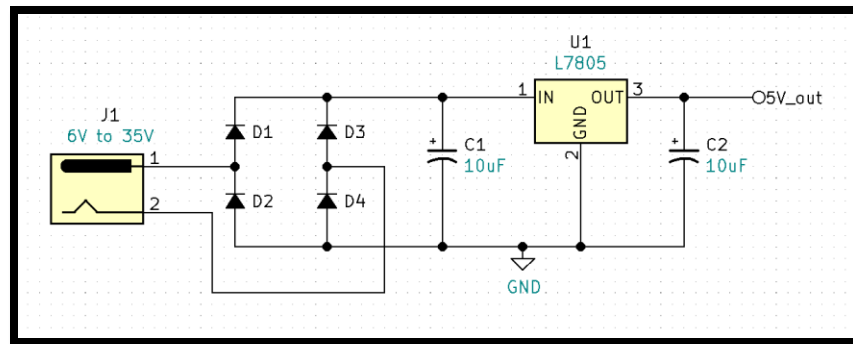 U1
L7805
1
IN
OUT
3
GND
2
5V_out
J1
6V to 35V
1
2
D1
D3
D2
D4
+
C1
10uF
+
C2
10uF
GND